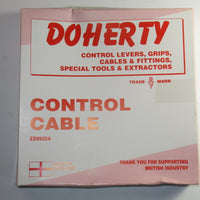 DOHERTY
CONTROL LEVERS, GRIPS,
CABLES & FITTINGS,
SPECIAL TOOLS & EXTRACTORS
TRADE MARK
CONTROL
CABLE
THANK YOU FOR SUPPORTING
BRITISH INDUSTRY